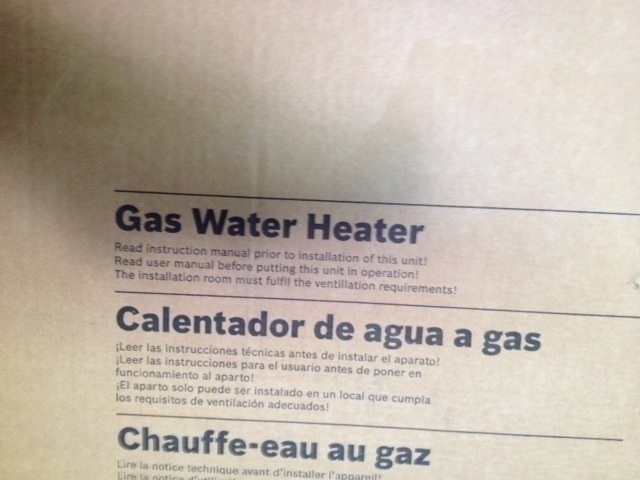 Gas Water Heater
Read instruction manual prior to installation of this unit!
Read user manual before putting this unit in operation!
The installation room must fulfil the ventillation requirements!
Calentador de agua a gas
¡Leer las instrucciones técnicas antes de instalar el aparato!
¡Leer las instrucciones para el usuario antes de poner en
funcionamiento al aparto!
¡El aparto solo puede ser instalado en un local que cumpla
los requisitos de ventilación adecuados!
Chauffe-eau au gaz
Lire la notice technique avant d'installer l'appareil!
Lire la notice